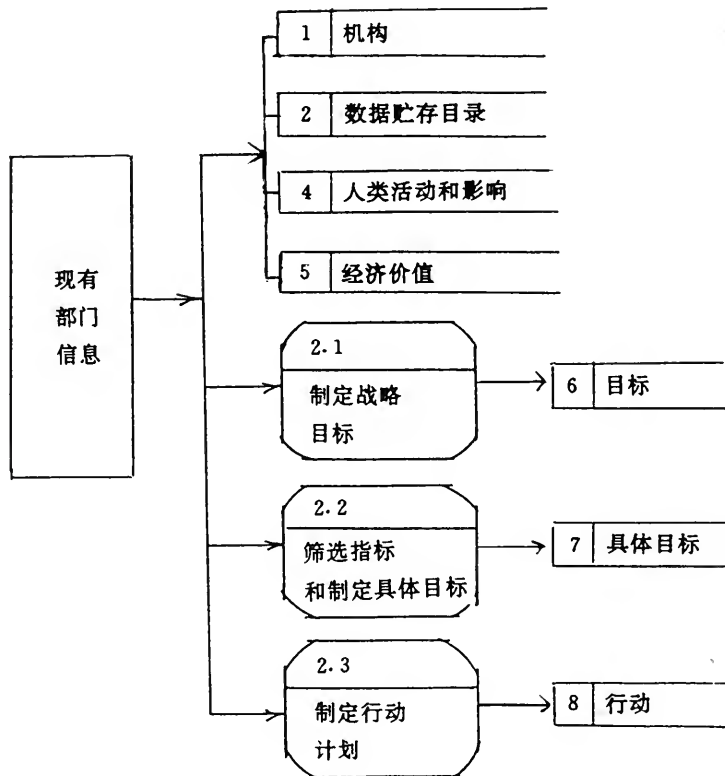 1 机构
2 数据贮存目录
4 人类活动和影响
5 经济价值
现有
部门
信息
2.1
制定战略
目标
6 目标
2.2
筛选指标
和制定具体目标
7 具体目标
2.3
制定行动
计划
8 行动